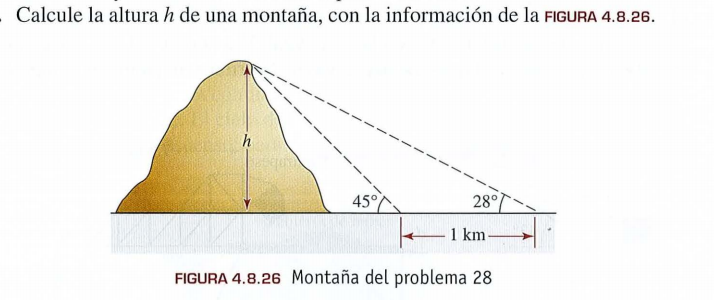 Calcule la altura h de una montaña, con la información de la FIGURA 4.8.26.
h
45°
28°
1 km
FIGURA 4.8.26 Montaña del problema 28